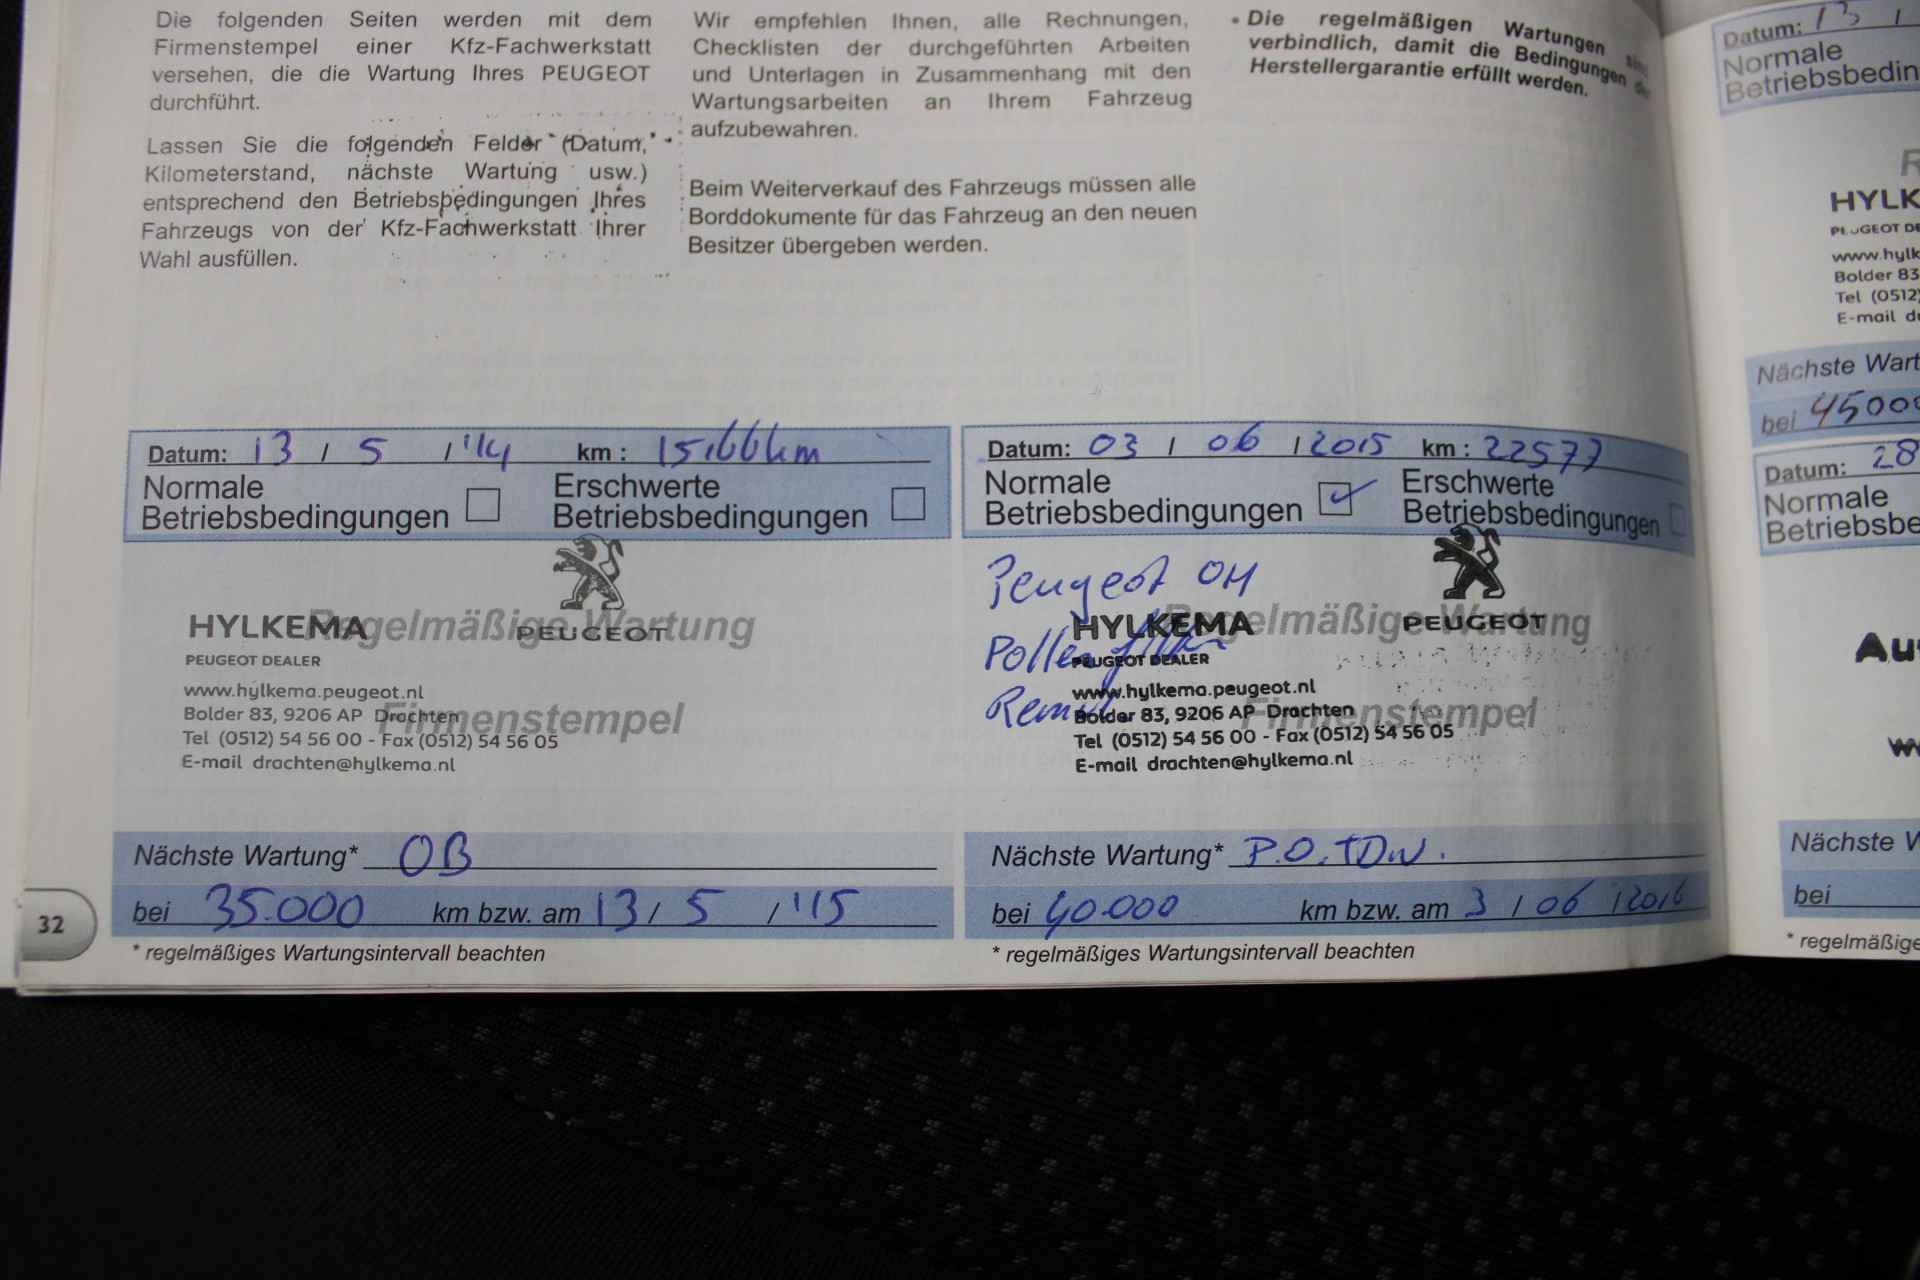 Die folgenden Seiten werden mit dem
Firmenstempel einer Kfz-Fachwerkstatt
versehen, die die Wartung Ihres PEUGEOT
durchführt.
Lassen Sie die folgenden Felder (Datum,
Kilometerstand, nächste Wartung usw.)
entsprechend den Betriebsbedingungen Ihres
Fahrzeugs von der Kfz-Fachwerkstatt Ihrer
Wahl ausfüllen.
Wir empfehlen Ihnen, alle Rechnungen,
Checklisten der durchgeführten Arbeiten
und Unterlagen in Zusammenhang mit den
Wartungsarbeiten an Ihrem Fahrzeug
aufzubewahren.
Beim Weiterverkauf des Fahrzeugs müssen alle
Borddokumente für das Fahrzeug an den neuen
Besitzer übergeben werden.
• Die regelmäßigen Wartungen sind
verbindlich, damit die Bedingungen der
Herstellergarantie erfüllt werden.
Datum: 13 / 5 / '14 km :
Normale Betriebsbedingungen Erschwerte Betriebsbedingungen
Regelmäßige Wartung
HYLKEMA PEUGEOT
PEUGEOT DEALER
www.hylkema.peugeot.nl
Firmenstempel
Bolder 83, 9206 AP Drachten
Tel (0512) 54 56 00 - Fax (0512) 54 56 05
E-mail drachten@hylkema.nl
Nächste Wartung* OB
bei 35.000 km bzw. am 13 / 5 / '15
* regelmäßiges Wartungsintervall beachten
32
Datum: 03 / 06 / 2015 km : 22577
Normale Betriebsbedingungen ✓ Erschwerte Betriebsbedingungen
Peugeot OH
Regelmäßige Wartung
HYLKEMA PEUGEOT
Pollenfilter
PEUGEOT DEALER
www.hylkema.peugeot.nl
Firmenstempel
Bolder 83, 9206 AP Drachten
Tel (0512) 54 56 00 - Fax (0512) 54 56 05
E-mail drachten@hylkema.nl
Nächste Wartung*
bei 40.000 km bzw. am 3 / 06 / 2016
* regelmäßiges Wartungsintervall beachten
Datum: 13 /
Normale
Betriebsbedin
HYLK
PEUGEOT DE
www.hylk
Bolder 83
Tel (0512)
E-mail d
Nächste Wart
bei 45000
Datum: 28
Normale
Betriebsbe
Au
Nächste W
bei
* regelmäßige